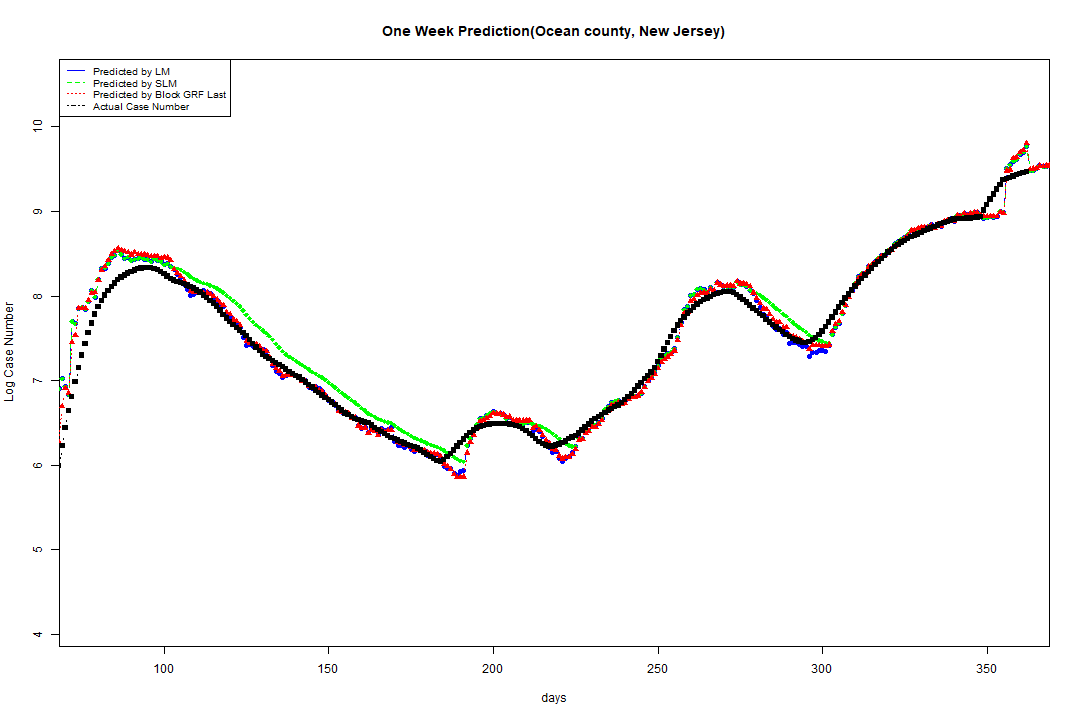 One Week Prediction(Ocean county, New Jersey)
Predicted by LM
Predicted by SLM
Predicted by Block GRF Last
Actual Case Number
10
9
8
7
6
5
4
Log Case Number
100 150 200 250 300 350
days